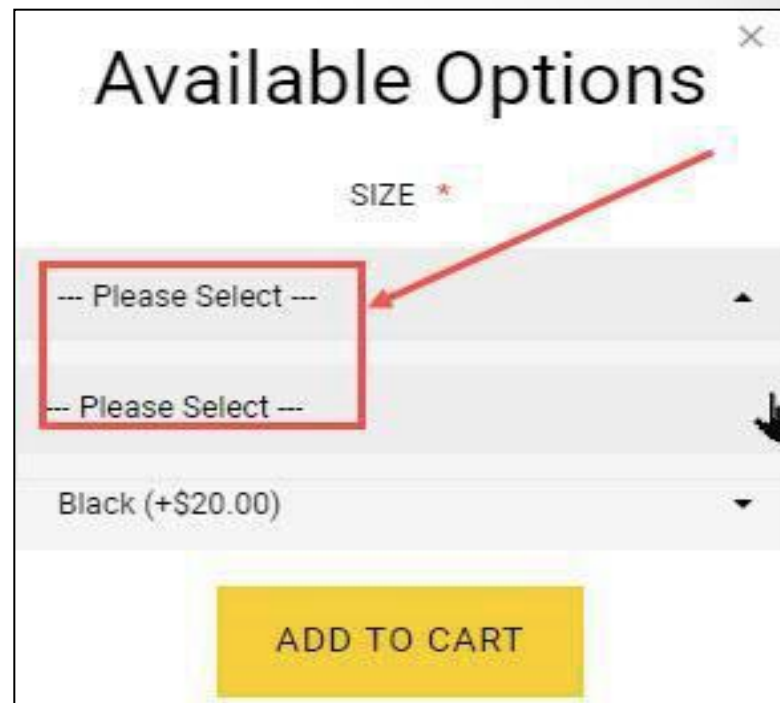 Available Options
SIZE *
--- Please Select ---
--- Please Select ---
Black (+$20.00)
ADD TO CART